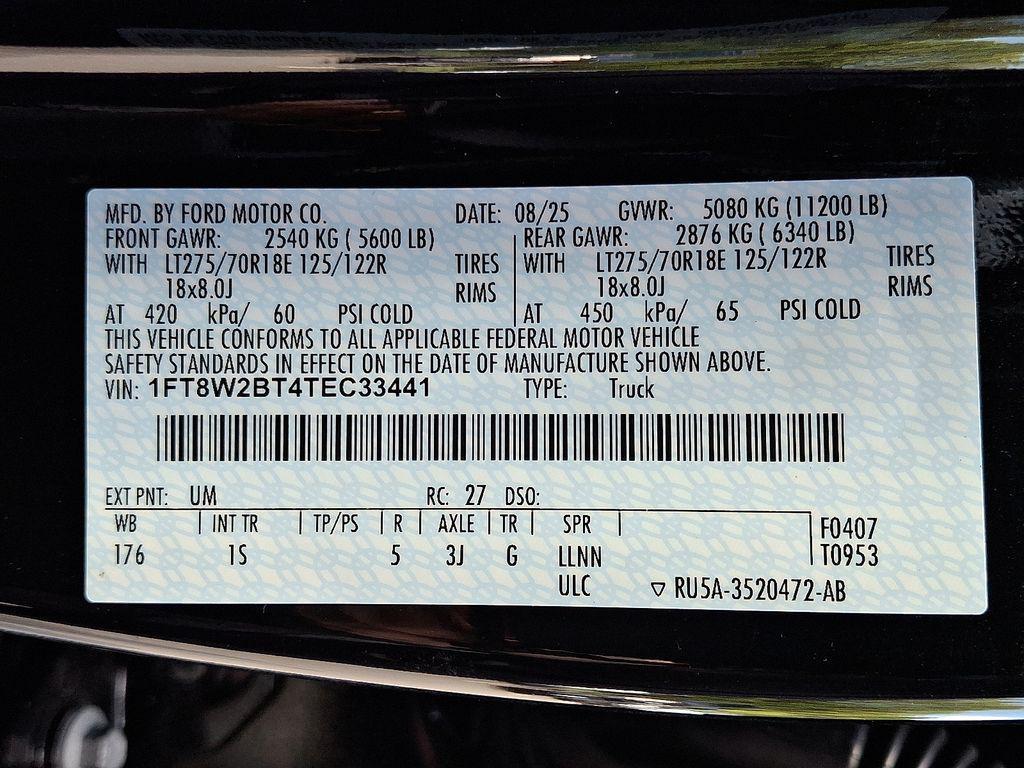 MFD. BY FORD MOTOR CO. DATE: 08/25 GVWR: 5080 KG (11200 LB)
FRONT GAWR: 2540 KG ( 5600 LB) REAR GAWR: 2876 KG ( 6340 LB)
WITH LT275/70R18E 125/122R TIRES WITH LT275/70R18E 125/122R TIRES
18x8.0J RIMS 18x8.0J RIMS
AT 420 kPa/ 60 PSI COLD AT 450 kPa/ 65 PSI COLD
THIS VEHICLE CONFORMS TO ALL APPLICABLE FEDERAL MOTOR VEHICLE
SAFETY STANDARDS IN EFFECT ON THE DATE OF MANUFACTURE SHOWN ABOVE.
VIN: 1FT8W2BT4TEC33441 TYPE: Truck
EXT PNT: UM RC: 27 DSO:
WB INT TR TP/PS R AXLE TR SPR F0407
176 1S 5 3J G LLNN T0953
ULC ▽ RU5A-3520472-AB